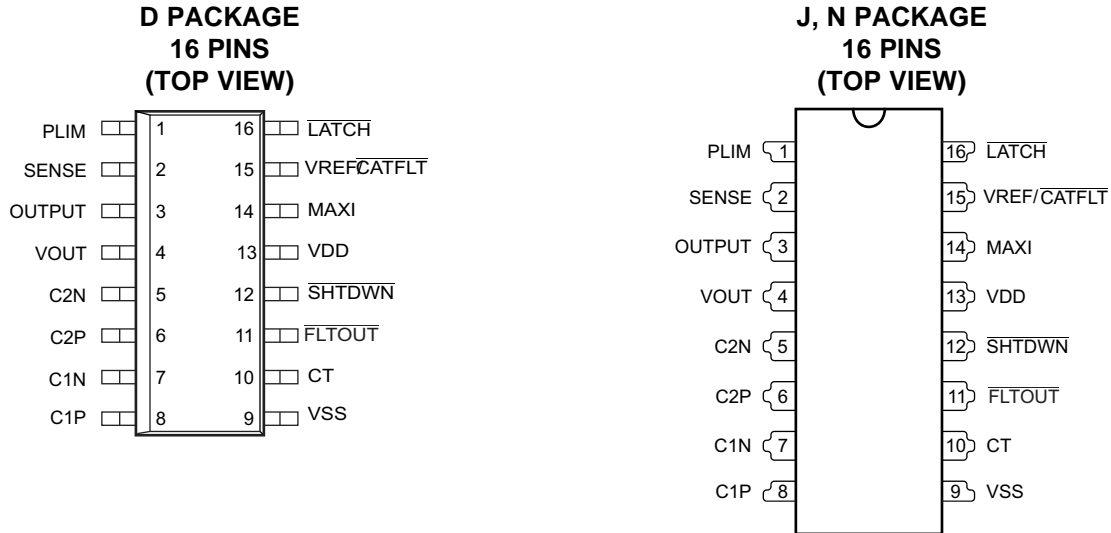 D PACKAGE
16 PINS
(TOP VIEW)
PLIM 1 16 LATCH
SENSE 2 15 VREF/CATFLT
OUTPUT 3 14 MAXI
VOUT 4 13 VDD
C2N 5 12 SHTDWN
C2P 6 11 FLTOUT
C1N 7 10 CT
C1P 8 9 VSS
J, N PACKAGE
16 PINS
(TOP VIEW)
PLIM 1 16 LATCH
SENSE 2 15 VREF/CATFLT
OUTPUT 3 14 MAXI
VOUT 4 13 VDD
C2N 5 12 SHTDWN
C2P 6 11 FLTOUT
C1N 7 10 CT
C1P 8 9 VSS